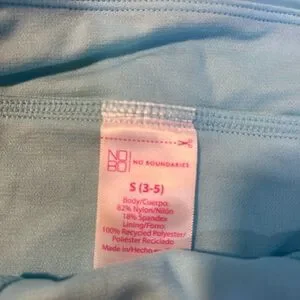 NO
BO
NO BOUNDARIES
S (3-5)
Body/Cuerpo:
82% Nylon/Nilón
18% Spandex
Lining/Forro:
100% Recycled Polyester/
Poliéster Reciclado
Made in/Hecho